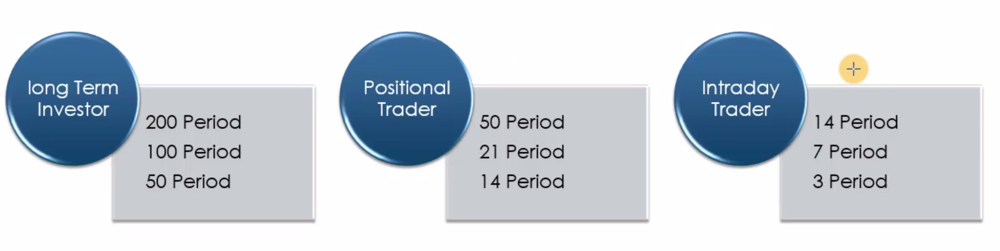 long Term
Investor
200 Period
100 Period
50 Period
Positional
Trader
50 Period
21 Period
14 Period
Intraday
Trader
14 Period
7 Period
3 Period